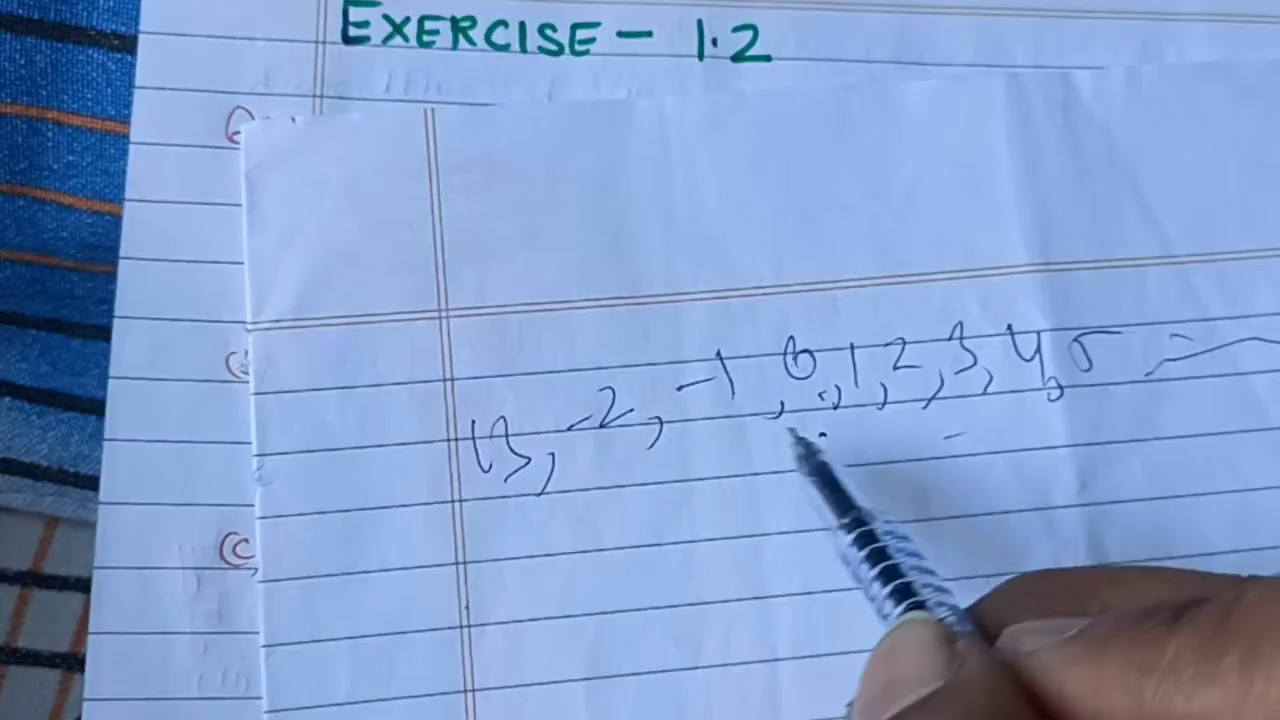 EXERCISE - 1.2
(3, -2, -1, 0, 1, 2, 3, 4, 5
(c